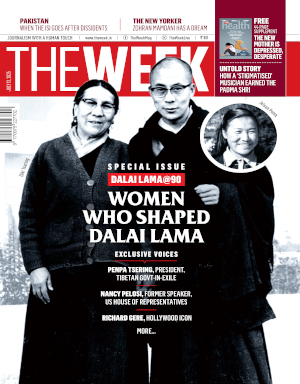 PAKISTAN
WHEN THE ISI GOES AFTER DISSIDENTS
THE NEW YORKER
ZOHRAN MAMDANI HAS A DREAM
JOURNALISM WITH A HUMAN TOUCH
THE WEEK
FREE
SUPPLEMENT
health
THE NEW
MOTHER IS
DEPRESSED,
DESPERATE
UNTOLD STORY
HOW A 'STIGMATISED'
MUSICIAN EARNED THE
PADMA SHRI
SPECIAL ISSUE
DALAI LAMA@90
WOMEN
WHO SHAPED
DALAI LAMA
EXCLUSIVE VOICES
PENPA TSERING, PRESIDENT,
TIBETAN GOVT-IN-EXILE
NANCY PELOSI, FORMER SPEAKER,
US HOUSE OF REPRESENTATIVES
RICHARD GERE, HOLLYWOOD ICON
MORE...